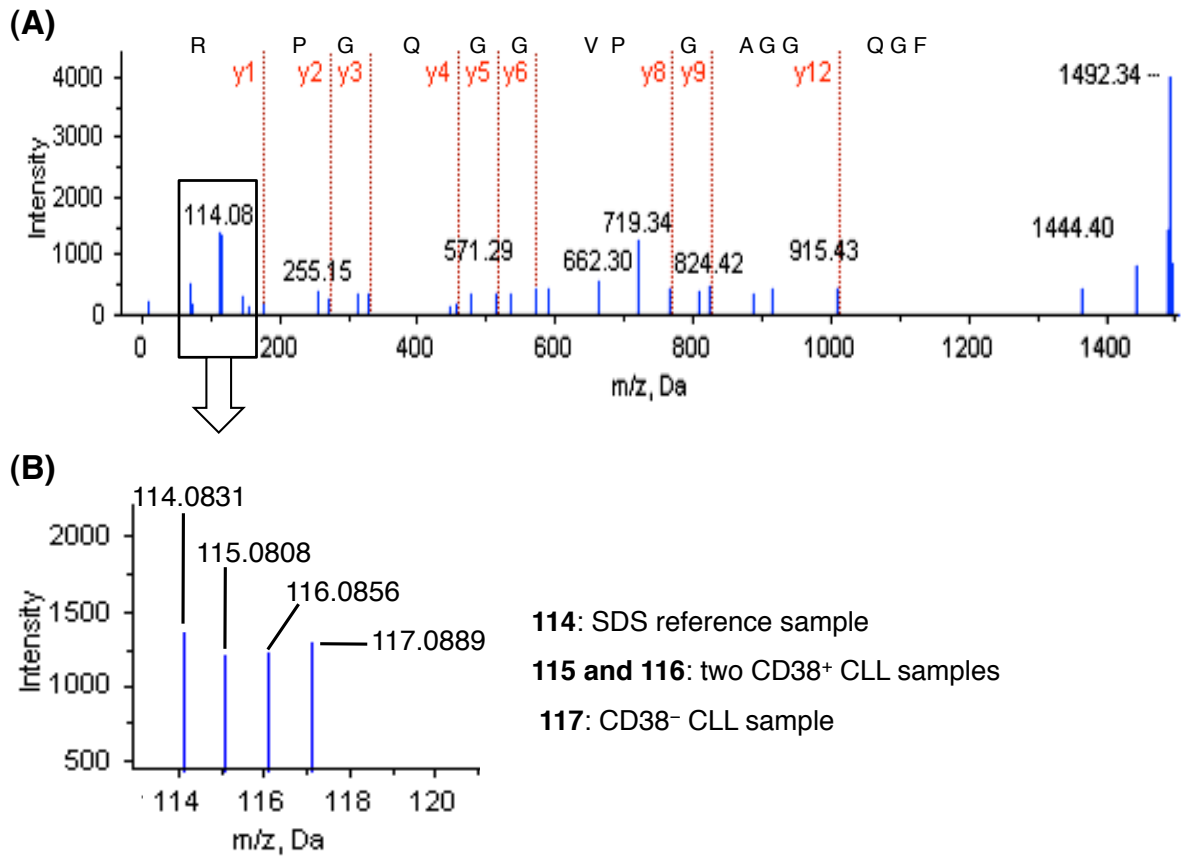 (A)
R P G Q G G V P G A G G Q G F
y1 y2 y3 y4 y5 y6 y8 y9 y12
4000
3000
2000
1000
0
Intensity
114.08
255.15
571.29
662.30
719.34
824.42
915.43
1444.40
1492.34
0 200 400 600 800 1000 1200 1400
m/z, Da
(B)
114.0831
115.0808
116.0856
117.0889
2000
1500
1000
500
Intensity
114 116 118 120
m/z, Da
114: SDS reference sample
115 and 116: two CD38⁺ CLL samples
117: CD38⁻ CLL sample